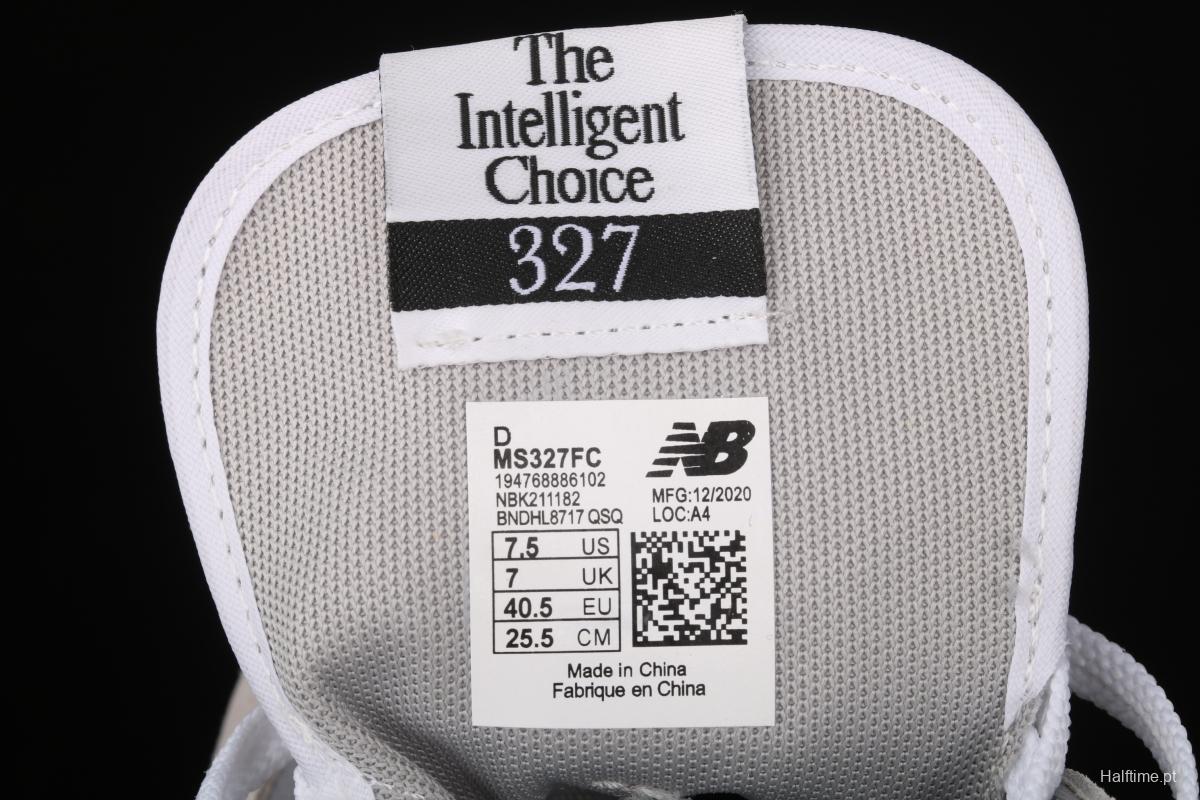 The
Intelligent
Choice
327
D
MS327FC
194768886102
NBK211182
BNDHL8717 QSQ
NB
MFG:12/2020
LOC:A4
7.5 US
7 UK
40.5 EU
25.5 CM
Made in China
Fabrique en China
Halftime.pt